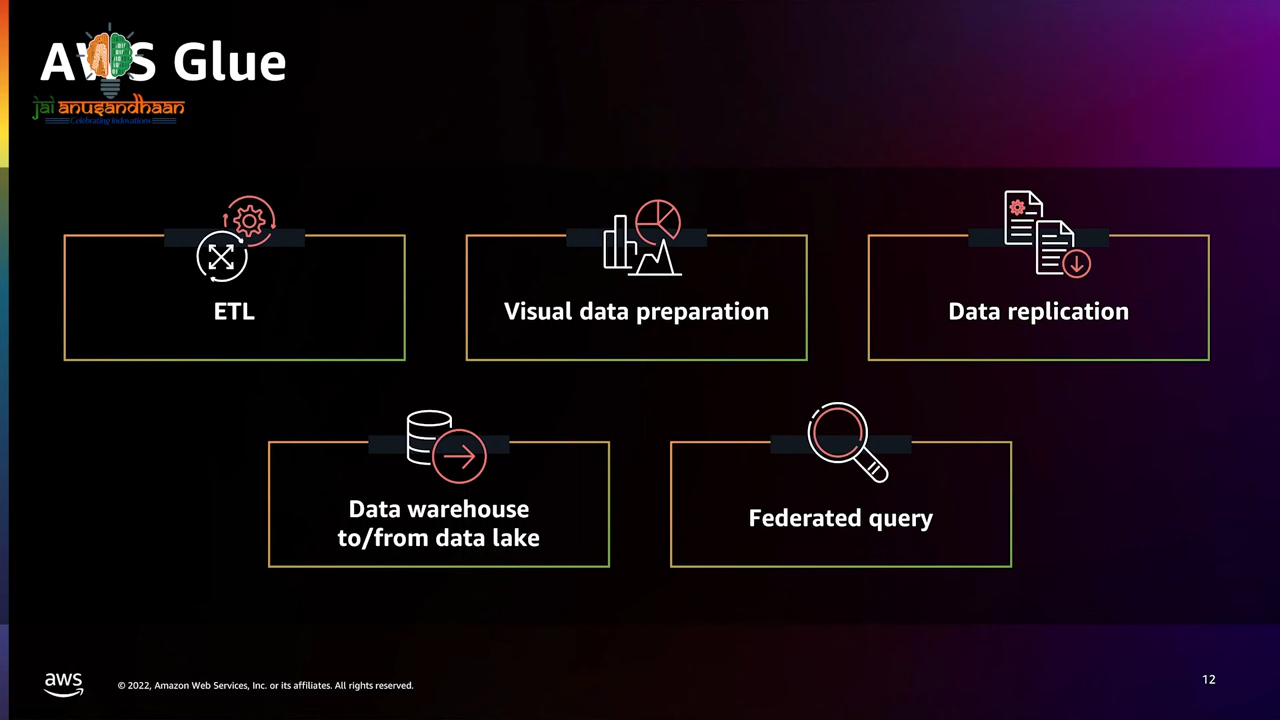 AWS Glue
jai anusandhaan
Celebrating Indovations
ETL
Visual data preparation
Data replication
Data warehouse
to/from data lake
Federated query
aws
© 2022, Amazon Web Services, Inc. or its affiliates. All rights reserved.
12